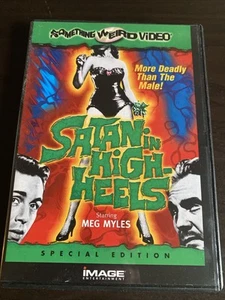 SOMETHING WEIRD VIDEO
More Deadly
Than The
Male!
SATAN IN
HIGH
HEELS
Starring
MEG MYLES
SPECIAL EDITION
IMAGE
ENTERTAINMENT